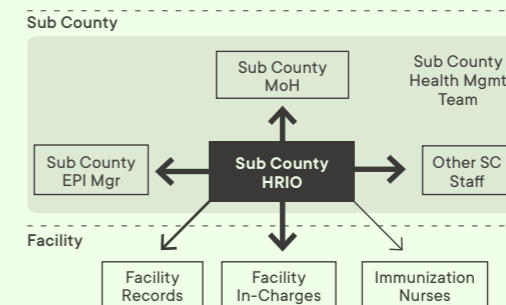 Sub County
Sub County
MoH
Sub County
Health Mgmt
Team
Sub County
EPI Mgr
Sub County
HRIO
Other SC
Staff
Facility
Facility
Records
Facility
In-Charges
Immunization
Nurses